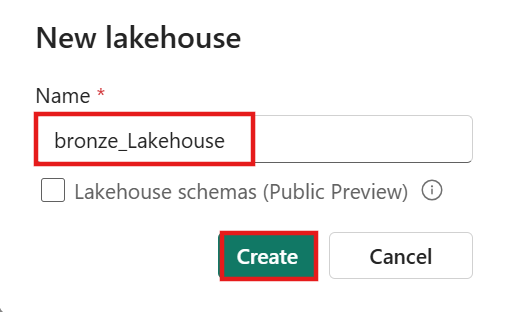 New lakehouse
Name *
bronze_Lakehouse
Lakehouse schemas (Public Preview)
Create Cancel